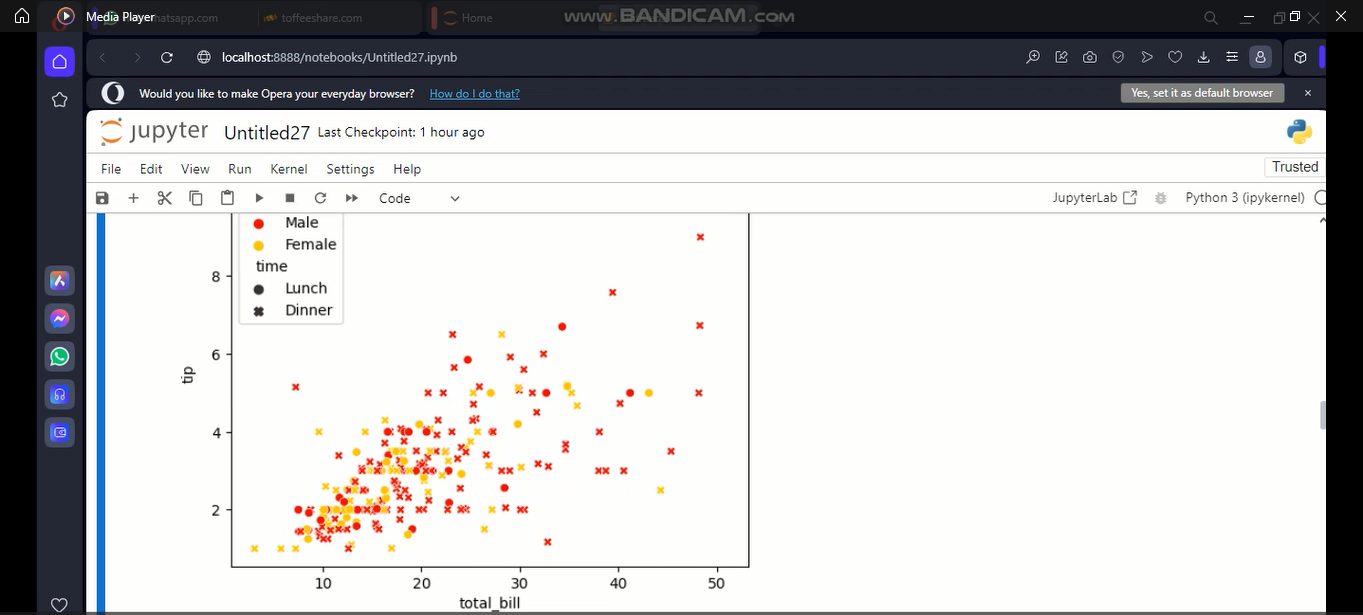 Media Player
hatsapp.com
toffeeshare.com
Home
www.BANDICAM.com
localhost:8888/notebooks/Untitled27.ipynb
Would you like to make Opera your everyday browser? How do I do that?
Yes, set it as default browser
jupyter Untitled27 Last Checkpoint: 1 hour ago
File Edit View Run Kernel Settings Help
Trusted
Code
JupyterLab
Python 3 (ipykernel)
Male
Female
time
Lunch
Dinner
8
6
4
2
tip
10 20 30 40 50
total_bill